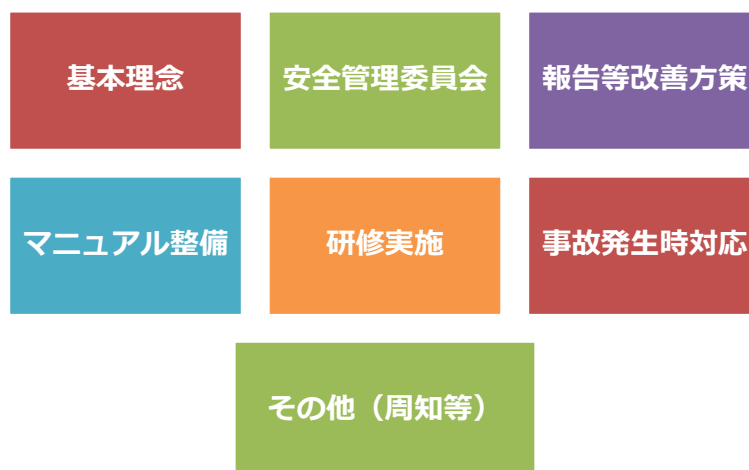 基本理念
安全管理委員会
報告等改善方策
マニュアル整備
研修実施
事故発生時対応
その他（周知等）